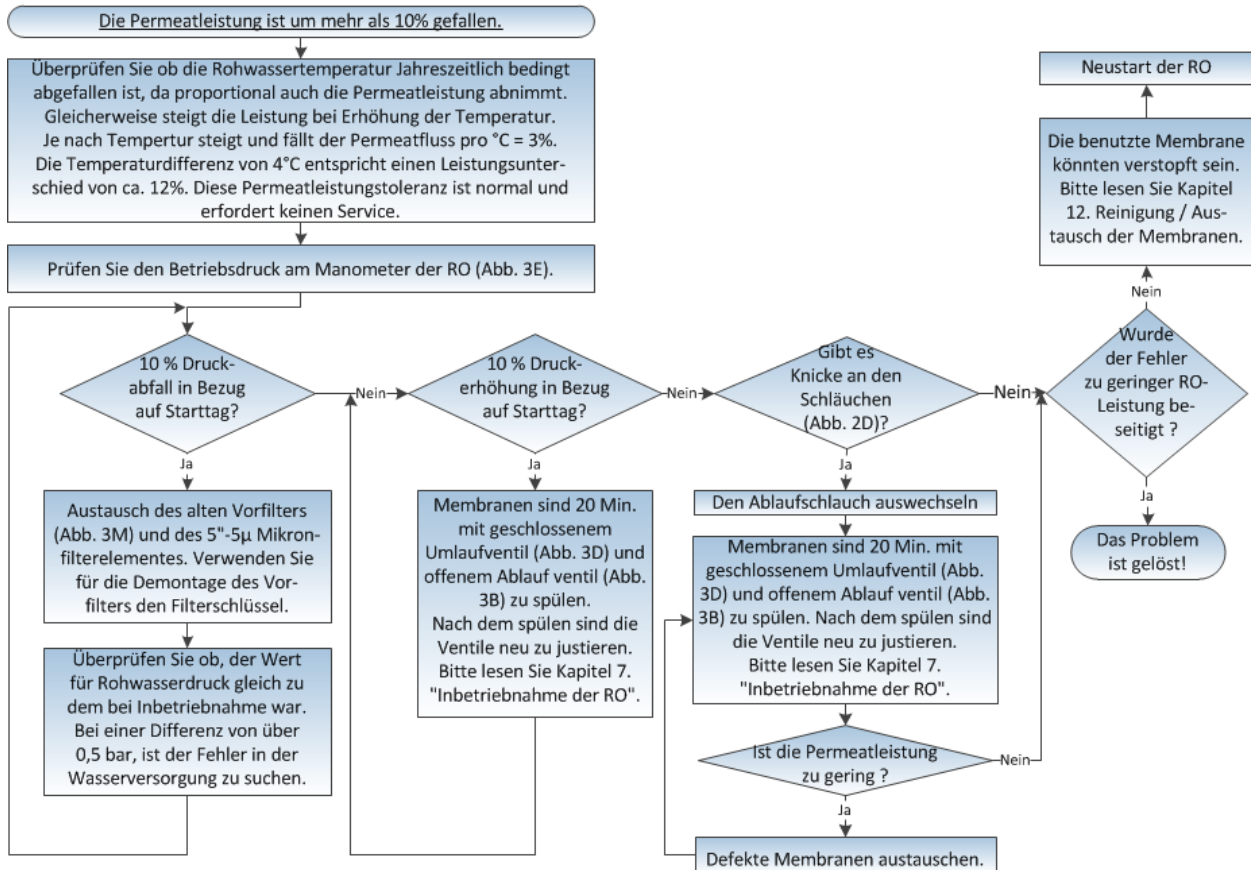 Die Permeatleistung ist um mehr als 10% gefallen.
Überprüfen Sie ob die Rohwassertemperatur Jahreszeitlich bedingt
abgefallen ist, da proportional auch die Permeatleistung abnimmt.
Gleicherweise steigt die Leistung bei Erhöhung der Temperatur.
Je nach Tempertur steigt und fällt der Permeatfluss pro °C = 3%.
Die Temperaturdifferenz von 4°C entspricht einen Leistungsunter-
schied von ca. 12%. Diese Permeatleistungstoleranz ist normal und
erfordert keinen Service.
Prüfen Sie den Betriebsdruck am Manometer der RO (Abb. 3E).
10 % Druck-
abfall in Bezug
auf Starttag?
Nein
Ja
Austausch des alten Vorfilters
(Abb. 3M) und des 5"-5µ Mikron-
filterelementes. Verwenden Sie
für die Demontage des Vor-
filters den Filterschlüssel.
Überprüfen Sie ob, der Wert
für Rohwasserdruck gleich zu
dem bei Inbetriebnahme war.
Bei einer Differenz von über
0,5 bar, ist der Fehler in der
Wasserversorgung zu suchen.
10 % Druck-
erhöhung in Bezug
auf Starttag?
Nein
Ja
Membranen sind 20 Min.
mit geschlossenem
Umlaufventil (Abb. 3D) und
offenem Ablauf ventil (Abb.
3B) zu spülen.
Nach dem spülen sind die
Ventile neu zu justieren.
Bitte lesen Sie Kapitel 7.
"Inbetriebnahme der RO".
Gibt es
Knicke an den
Schläuchen
(Abb. 2D)?
Nein
Ja
Den Ablaufschlauch auswechseln
Membranen sind 20 Min. mit
geschlossenem Umlaufventil (Abb.
3D) und offenem Ablauf ventil (Abb.
3B) zu spülen. Nach dem spülen sind
die Ventile neu zu justieren.
Bitte lesen Sie Kapitel 7.
"Inbetriebnahme der RO".
Ist die Permeatleistung
zu gering ?
Nein
Ja
Defekte Membranen austauschen.
Neustart der RO
Die benutzte Membrane
könnten verstopft sein.
Bitte lesen Sie Kapitel
12. Reinigung / Aus-
tausch der Membranen.
Nein
Wurde
der Fehler
zu geringer RO-
Leistung be-
seitigt ?
Ja
Das Problem
ist gelöst!